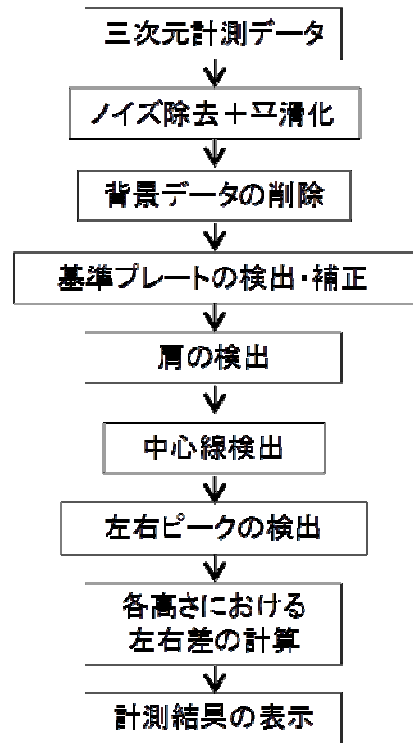 三次元計測データ
ノイズ除去+平滑化
背景データの削除
基準プレートの検出・補正
肩の検出
中心線検出
左右ピークの検出
各高さにおける
左右差の計算
計測結果の表示